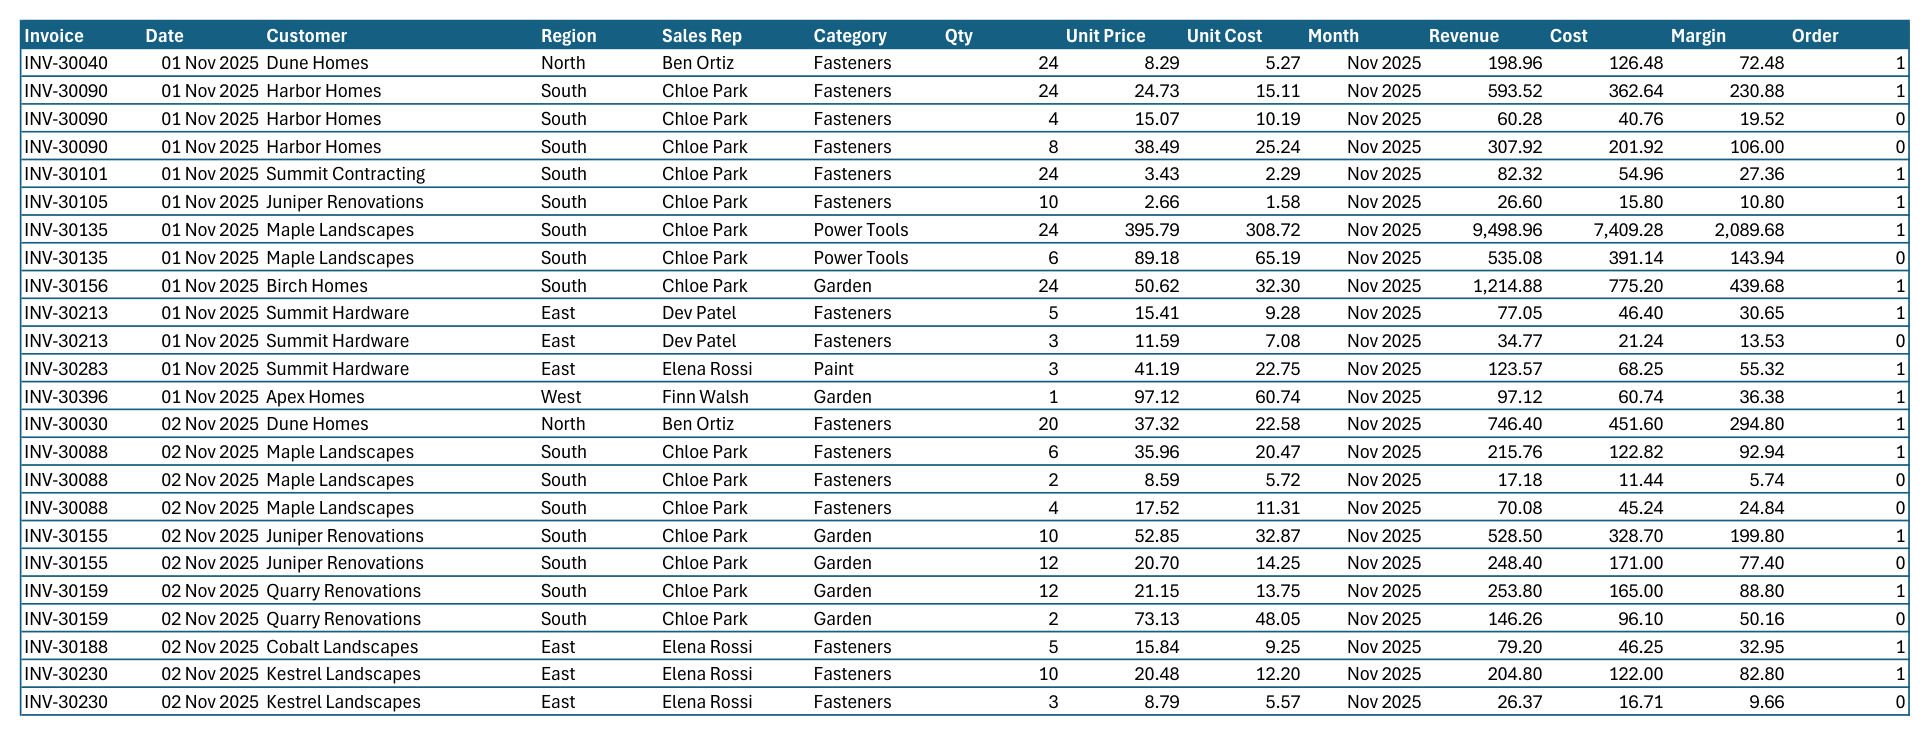 Invoice Date Customer Region Sales Rep Category Qty Unit Price Unit Cost Month Revenue Cost Margin Order
INV-30040 01 Nov 2025 Dune Homes North Ben Ortiz Fasteners 24 8.29 5.27 Nov 2025 198.96 126.48 72.48 1
INV-30090 01 Nov 2025 Harbor Homes South Chloe Park Fasteners 24 24.73 15.11 Nov 2025 593.52 362.64 230.88 1
INV-30090 01 Nov 2025 Harbor Homes South Chloe Park Fasteners 4 15.07 10.19 Nov 2025 60.28 40.76 19.52 0
INV-30090 01 Nov 2025 Harbor Homes South Chloe Park Fasteners 8 38.49 25.24 Nov 2025 307.92 201.92 106.00 0
INV-30101 01 Nov 2025 Summit Contracting South Chloe Park Fasteners 24 3.43 2.29 Nov 2025 82.32 54.96 27.36 1
INV-30105 01 Nov 2025 Juniper Renovations South Chloe Park Fasteners 10 2.66 1.58 Nov 2025 26.60 15.80 10.80 1
INV-30135 01 Nov 2025 Maple Landscapes South Chloe Park Power Tools 24 395.79 308.72 Nov 2025 9,498.96 7,409.28 2,089.68 1
INV-30135 01 Nov 2025 Maple Landscapes South Chloe Park Power Tools 6 89.18 65.19 Nov 2025 535.08 391.14 143.94 0
INV-30156 01 Nov 2025 Birch Homes South Chloe Park Garden 24 50.62 32.30 Nov 2025 1,214.88 775.20 439.68 1
INV-30213 01 Nov 2025 Summit Hardware East Dev Patel Fasteners 5 15.41 9.28 Nov 2025 77.05 46.40 30.65 1
INV-30213 01 Nov 2025 Summit Hardware East Dev Patel Fasteners 3 11.59 7.08 Nov 2025 34.77 21.24 13.53 0
INV-30283 01 Nov 2025 Summit Hardware East Elena Rossi Paint 3 41.19 22.75 Nov 2025 123.57 68.25 55.32 1
INV-30396 01 Nov 2025 Apex Homes West Finn Walsh Garden 1 97.12 60.74 Nov 2025 97.12 60.74 36.38 1
INV-30030 02 Nov 2025 Dune Homes North Ben Ortiz Fasteners 20 37.32 22.58 Nov 2025 746.40 451.60 294.80 1
INV-30088 02 Nov 2025 Maple Landscapes South Chloe Park Fasteners 6 35.96 20.47 Nov 2025 215.76 122.82 92.94 1
INV-30088 02 Nov 2025 Maple Landscapes South Chloe Park Fasteners 2 8.59 5.72 Nov 2025 17.18 11.44 5.74 0
INV-30088 02 Nov 2025 Maple Landscapes South Chloe Park Fasteners 4 17.52 11.31 Nov 2025 70.08 45.24 24.84 0
INV-30155 02 Nov 2025 Juniper Renovations South Chloe Park Garden 10 52.85 32.87 Nov 2025 528.50 328.70 199.80 1
INV-30155 02 Nov 2025 Juniper Renovations South Chloe Park Garden 12 20.70 14.25 Nov 2025 248.40 171.00 77.40 0
INV-30159 02 Nov 2025 Quarry Renovations South Chloe Park Garden 12 21.15 13.75 Nov 2025 253.80 165.00 88.80 1
INV-30159 02 Nov 2025 Quarry Renovations South Chloe Park Garden 2 73.13 48.05 Nov 2025 146.26 96.10 50.16 0
INV-30188 02 Nov 2025 Cobalt Landscapes East Elena Rossi Fasteners 5 15.84 9.25 Nov 2025 79.20 46.25 32.95 1
INV-30230 02 Nov 2025 Kestrel Landscapes East Elena Rossi Fasteners 10 20.48 12.20 Nov 2025 204.80 122.00 82.80 1
INV-30230 02 Nov 2025 Kestrel Landscapes East Elena Rossi Fasteners 3 8.79 5.57 Nov 2025 26.37 16.71 9.66 0